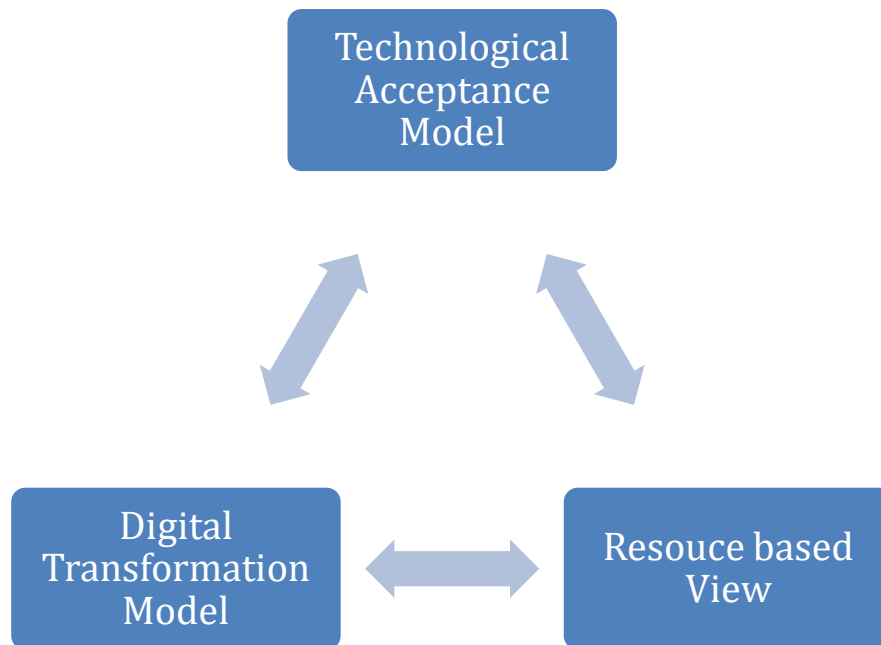 Technological
Acceptance
Model
Digital
Transformation
Model
Resouce based
View